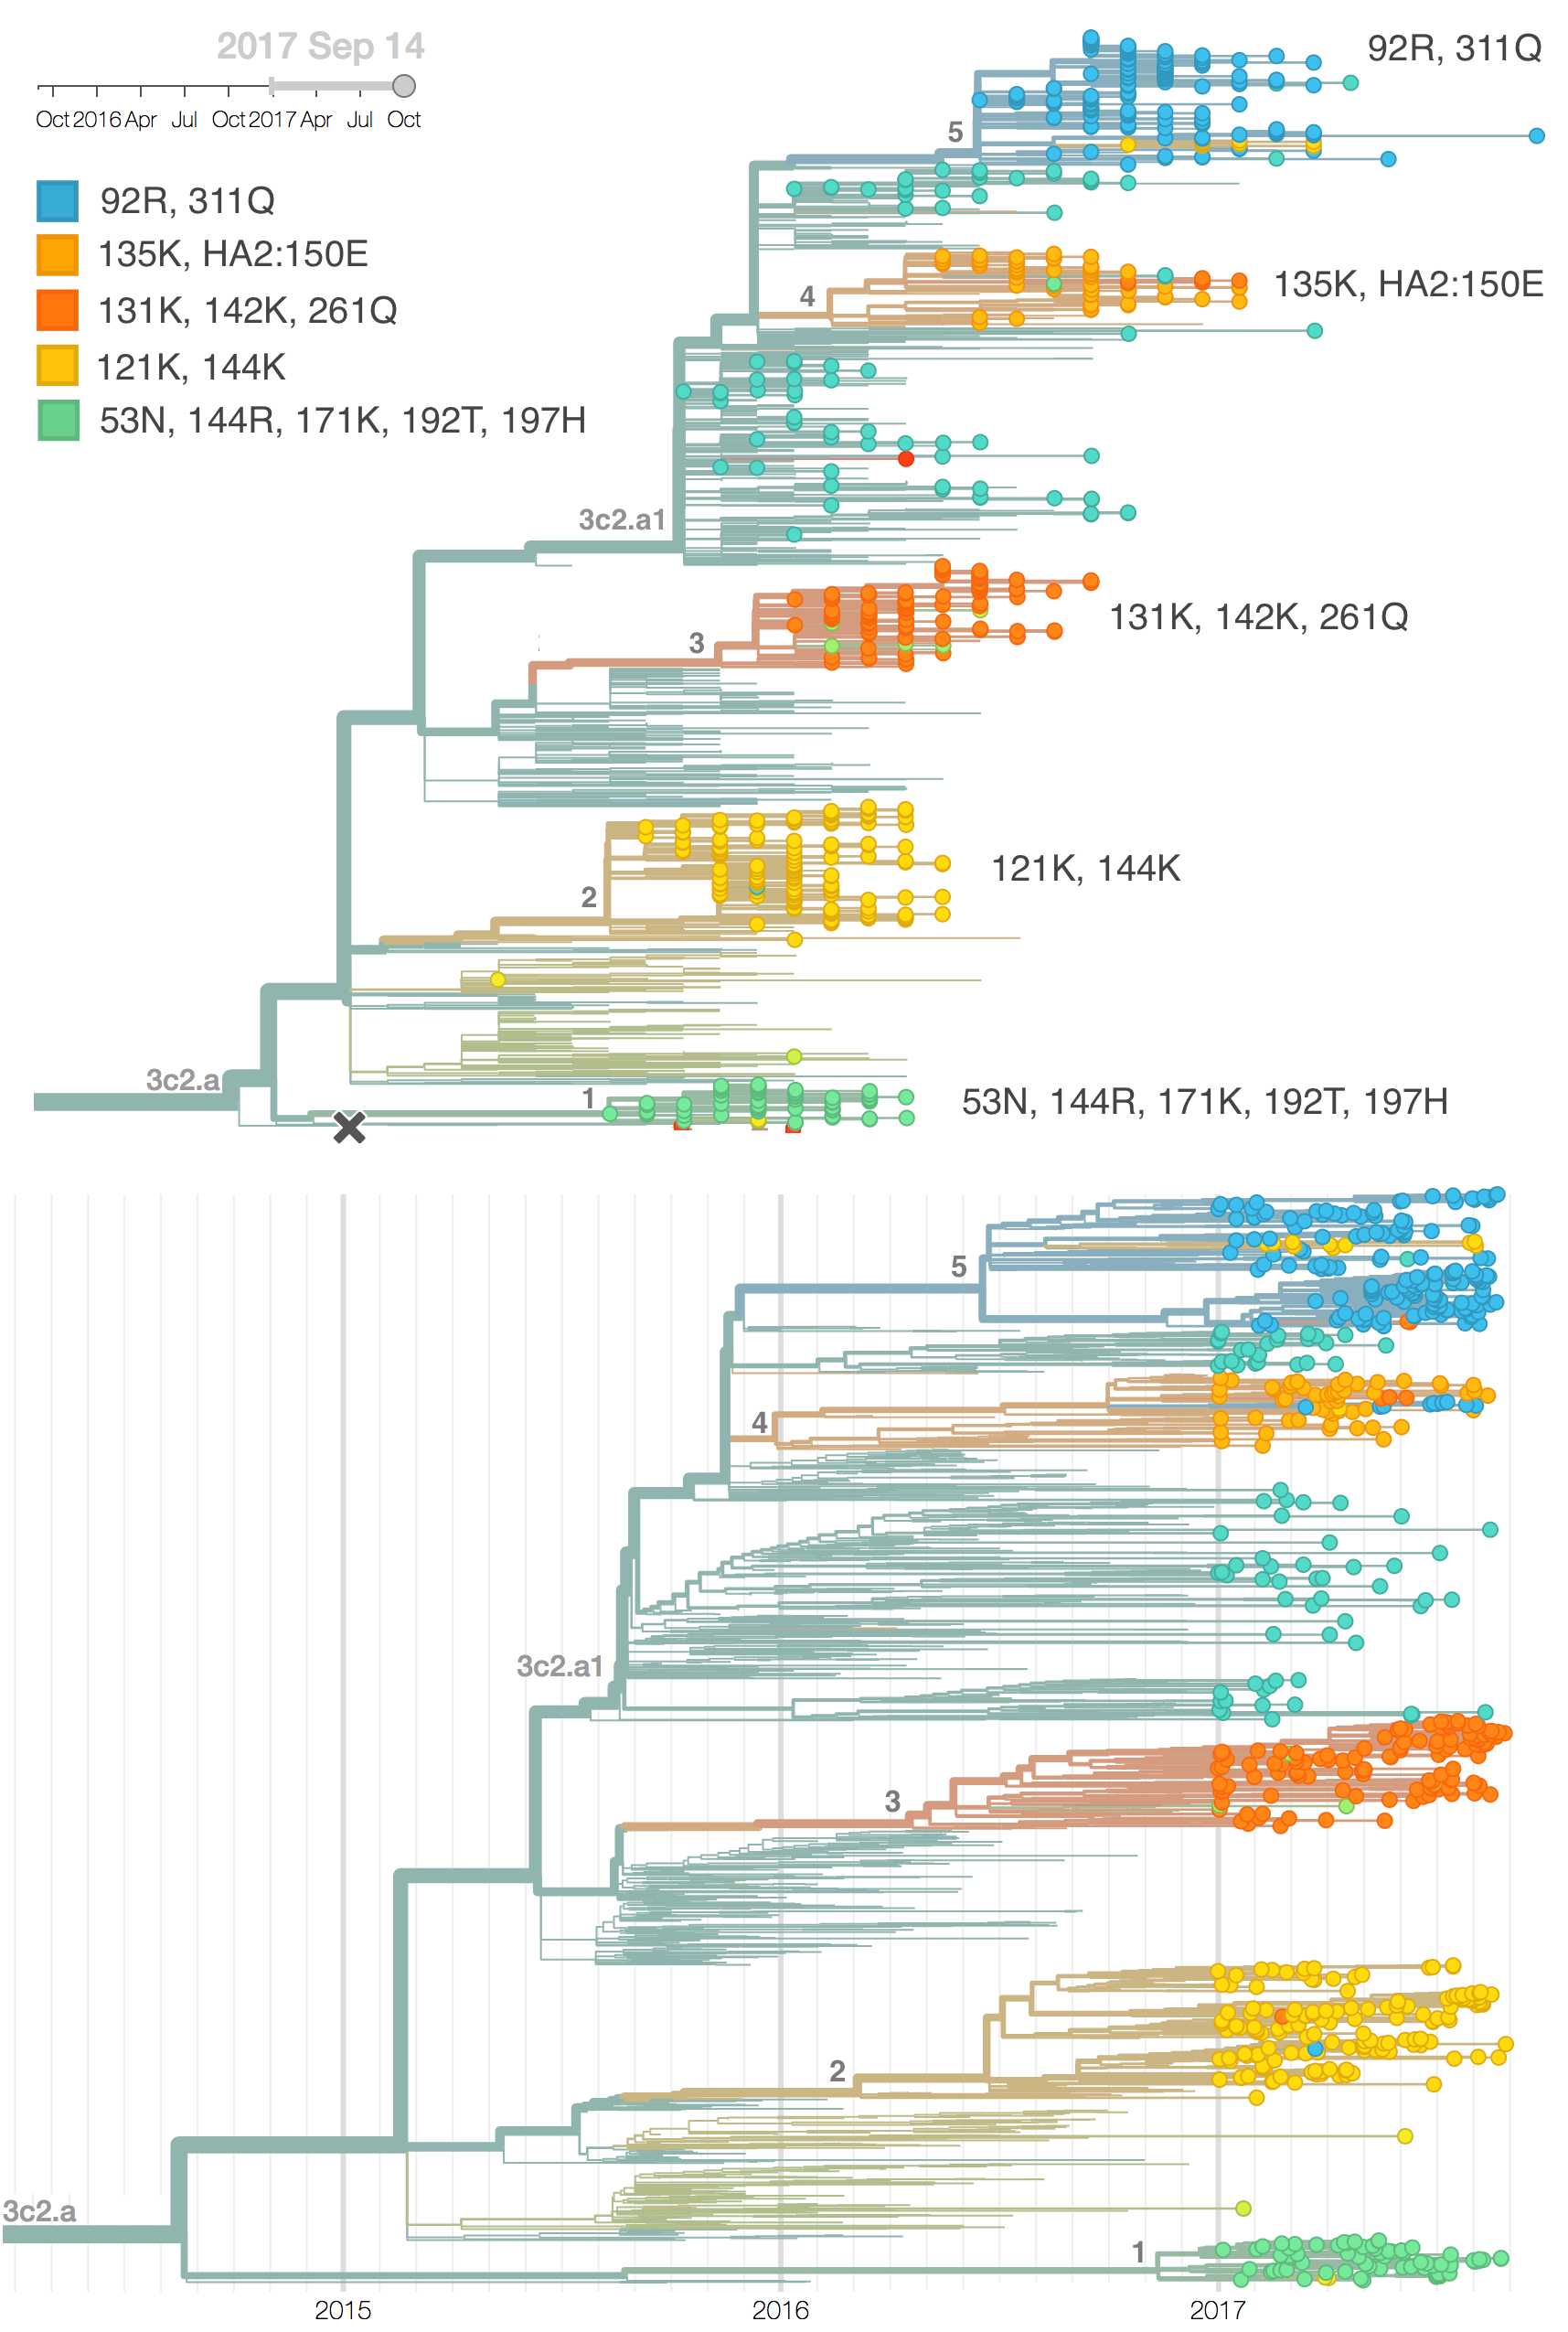 2017 Sep 14
Oct 2016 Apr Jul Oct 2017 Apr Jul Oct
92R, 311Q
135K, HA2:150E
131K, 142K, 261Q
121K, 144K
53N, 144R, 171K, 192T, 197H
92R, 311Q
5
135K, HA2:150E
4
3c2.a1
131K, 142K, 261Q
3
121K, 144K
2
3c2.a
1
53N, 144R, 171K, 192T, 197H
5
4
3c2.a1
3
2
3c2.a
1
2015 2016 2017